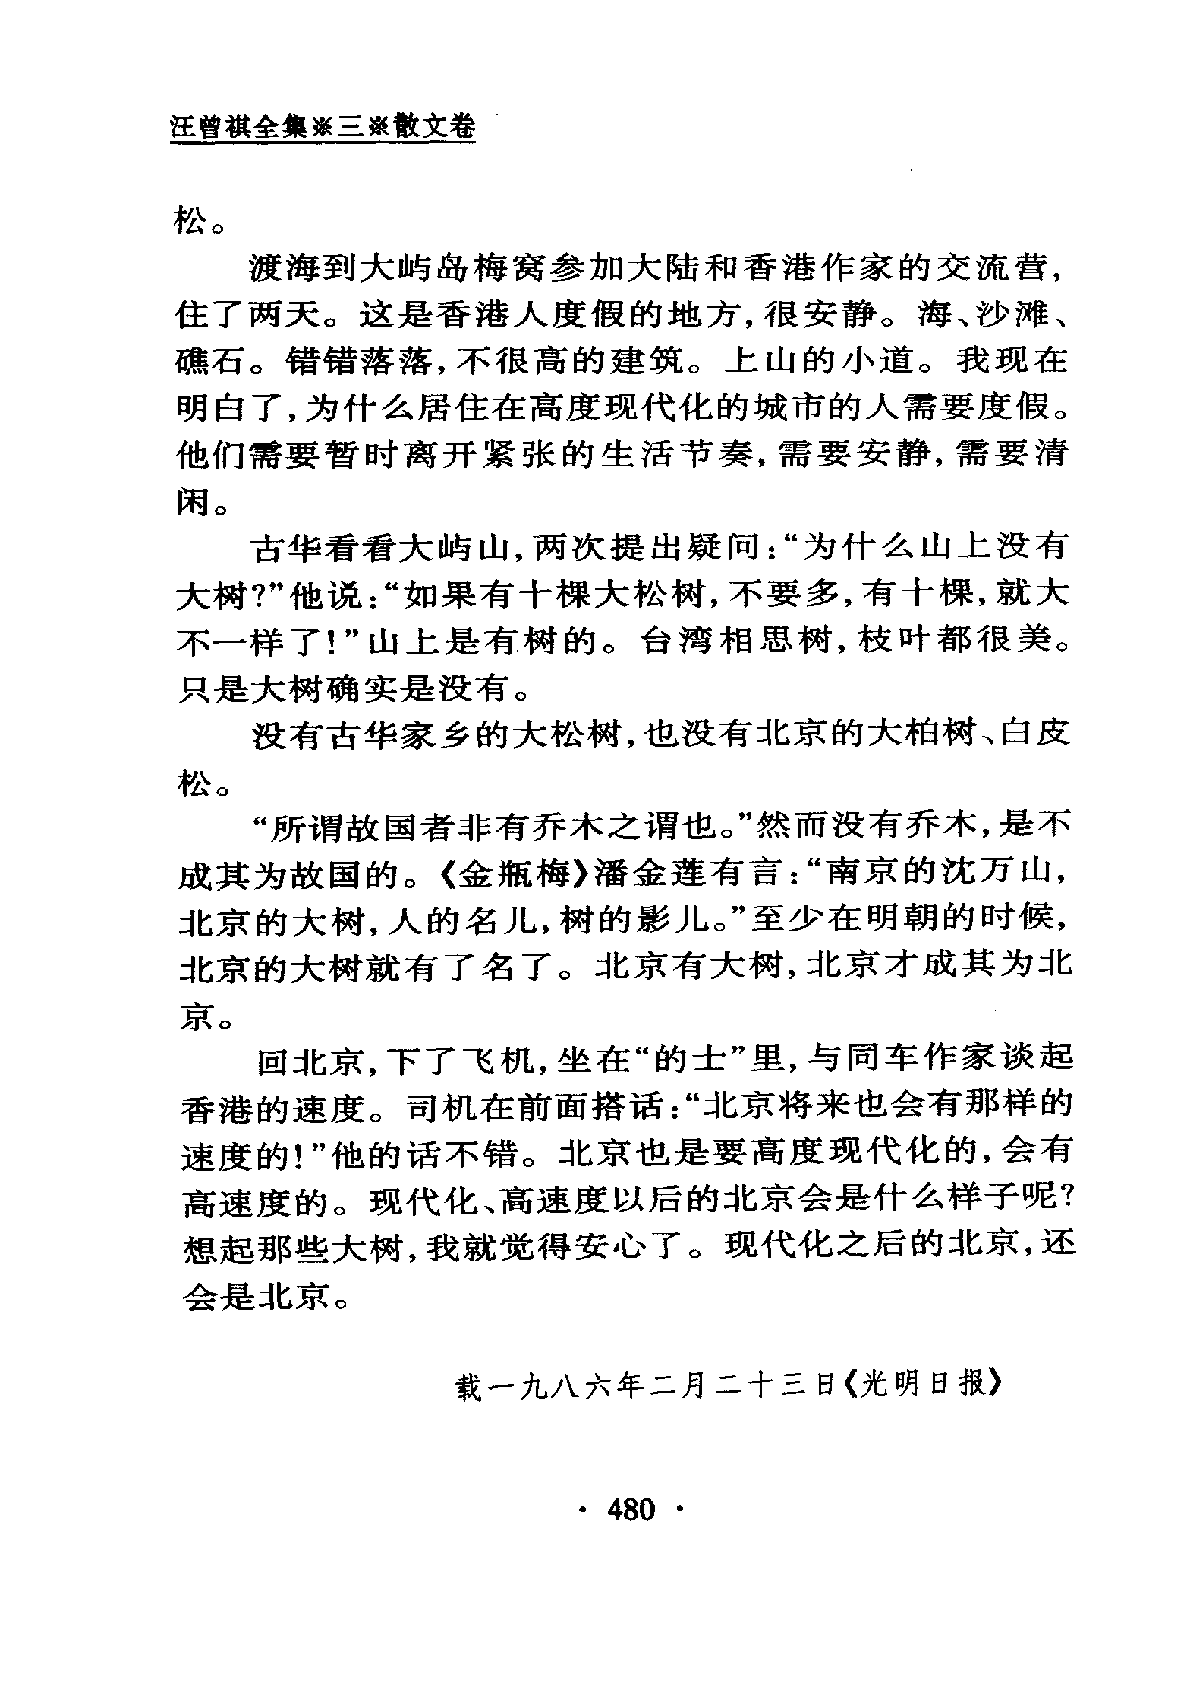 汪曾祺全集※三※散文卷
松。
渡海到大屿岛梅窝参加大陆和香港作家的交流营，
住了两天。这是香港人度假的地方，很安静。海、沙滩、
礁石。错错落落，不很高的建筑。上山的小道。我现在
明白了，为什么居住在高度现代化的城市的人需要度假。
他们需要暂时离开紧张的生活节奏，需要安静，需要清
闲。
古华看看大屿山，两次提出疑问：“为什么山上没有
大树？”他说：“如果有十棵大松树，不要多，有十棵，就大
不一样了！”山上是有树的。台湾相思树，枝叶都很美。
只是大树确实是没有。
没有古华家乡的大松树，也没有北京的大柏树、白皮
松。
“所谓故国者非有乔木之谓也。”然而没有乔木，是不
成其为故国的。《金瓶梅》潘金莲有言：“南京的沈万山，
北京的大树，人的名儿，树的影儿。”至少在明朝的时候，
北京的大树就有了名了。北京有大树，北京才成其为北
京。
回北京，下了飞机，坐在“的士”里，与同车作家谈起
香港的速度。司机在前面搭话：“北京将来也会有那样的
速度的！”他的话不错。北京也是要高度现代化的，会有
高速度的。现代化、高速度以后的北京会是什么样子呢？
想起那些大树，我就觉得安心了。现代化之后的北京，还
会是北京。
载一九八六年二月二十三日《光明日报》
· 480 ·